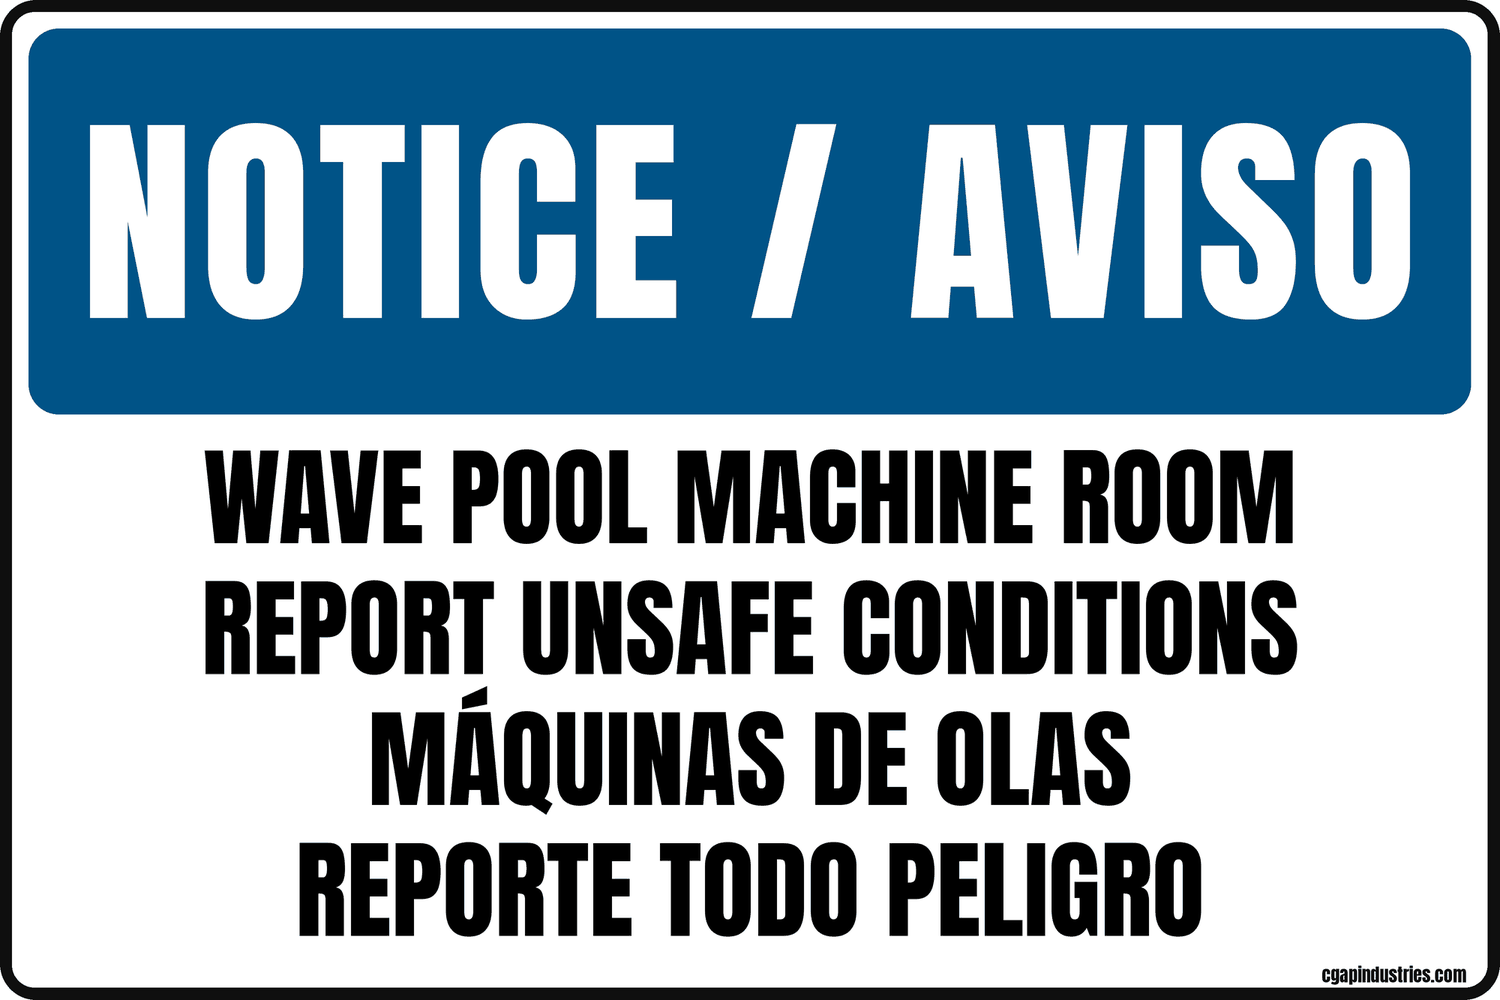 NOTICE / AVISO
WAVE POOL MACHINE ROOM
REPORT UNSAFE CONDITIONS
MÁQUINAS DE OLAS
REPORTE TODO PELIGRO
cgapindustries.com